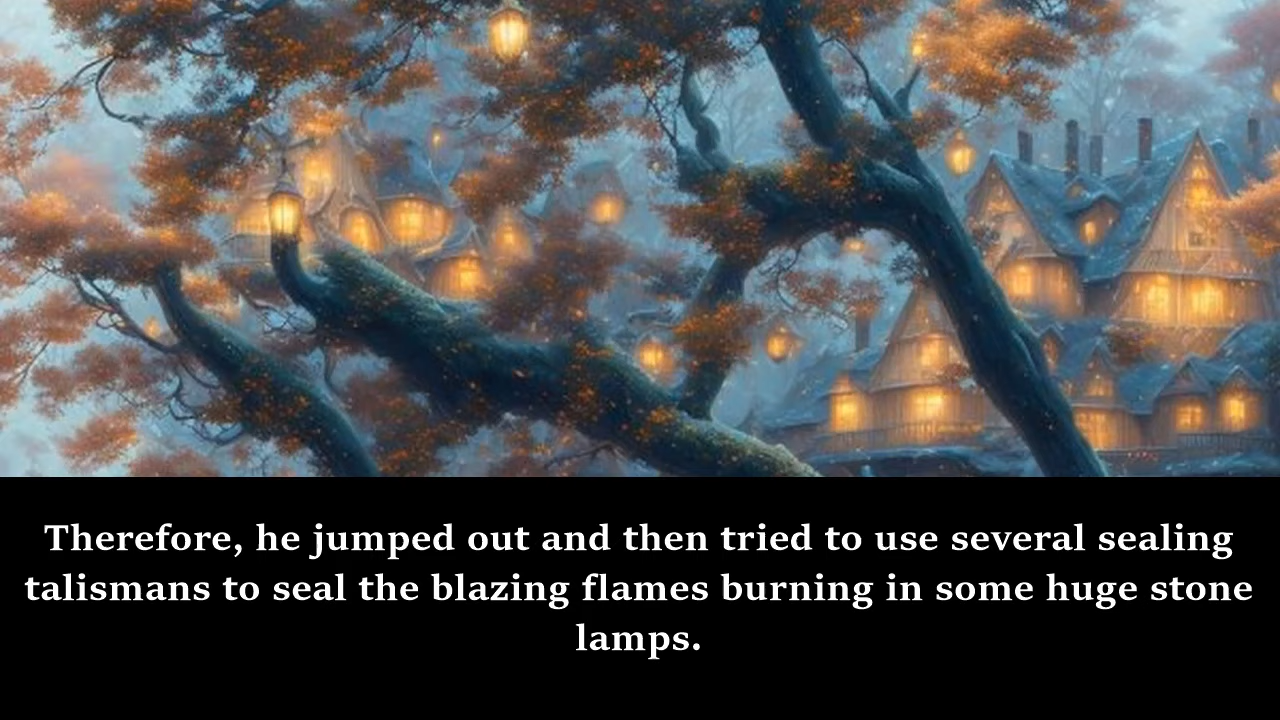 Therefore, he jumped out and then tried to use several sealing
talismans to seal the blazing flames burning in some huge stone
lamps.